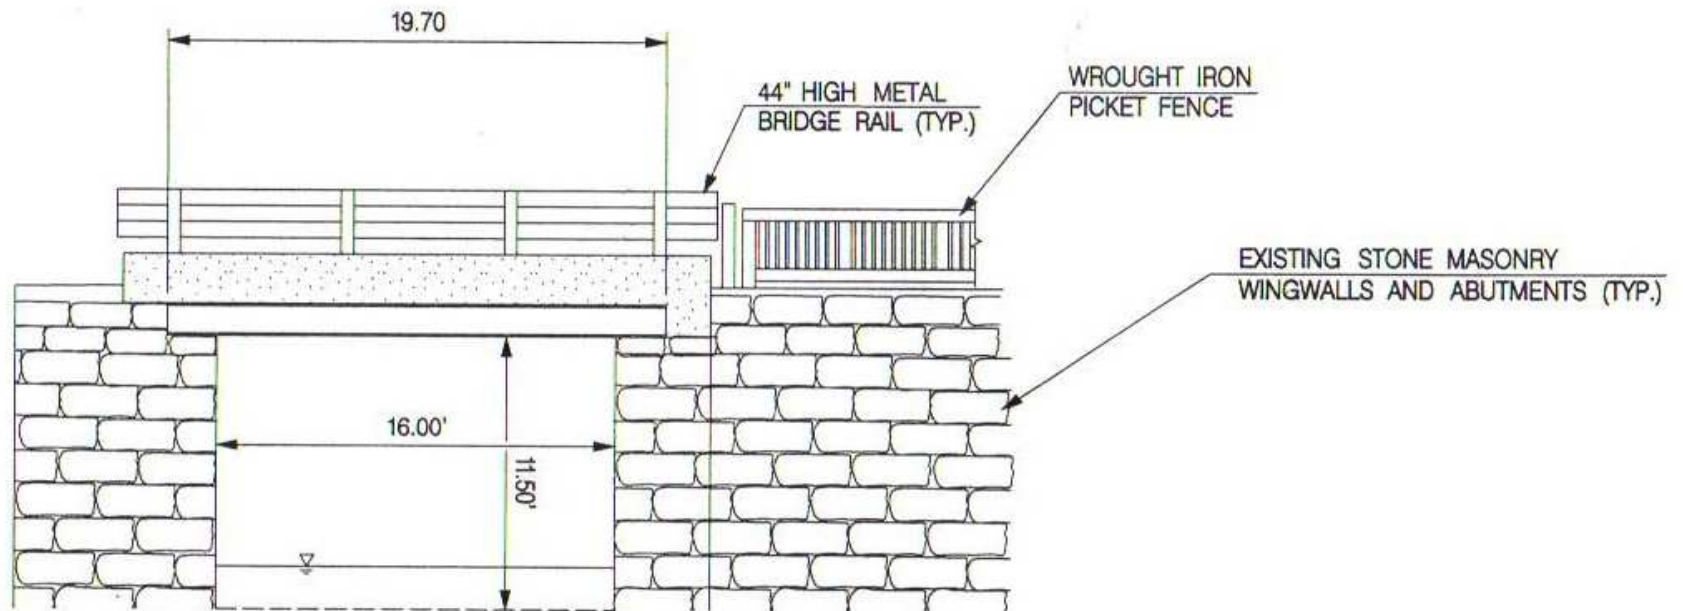 19.70
44" HIGH METAL
BRIDGE RAIL (TYP.)
WROUGHT IRON
PICKET FENCE
EXISTING STONE MASONRY
WINGWALLS AND ABUTMENTS (TYP.)
16.00'
11.50'